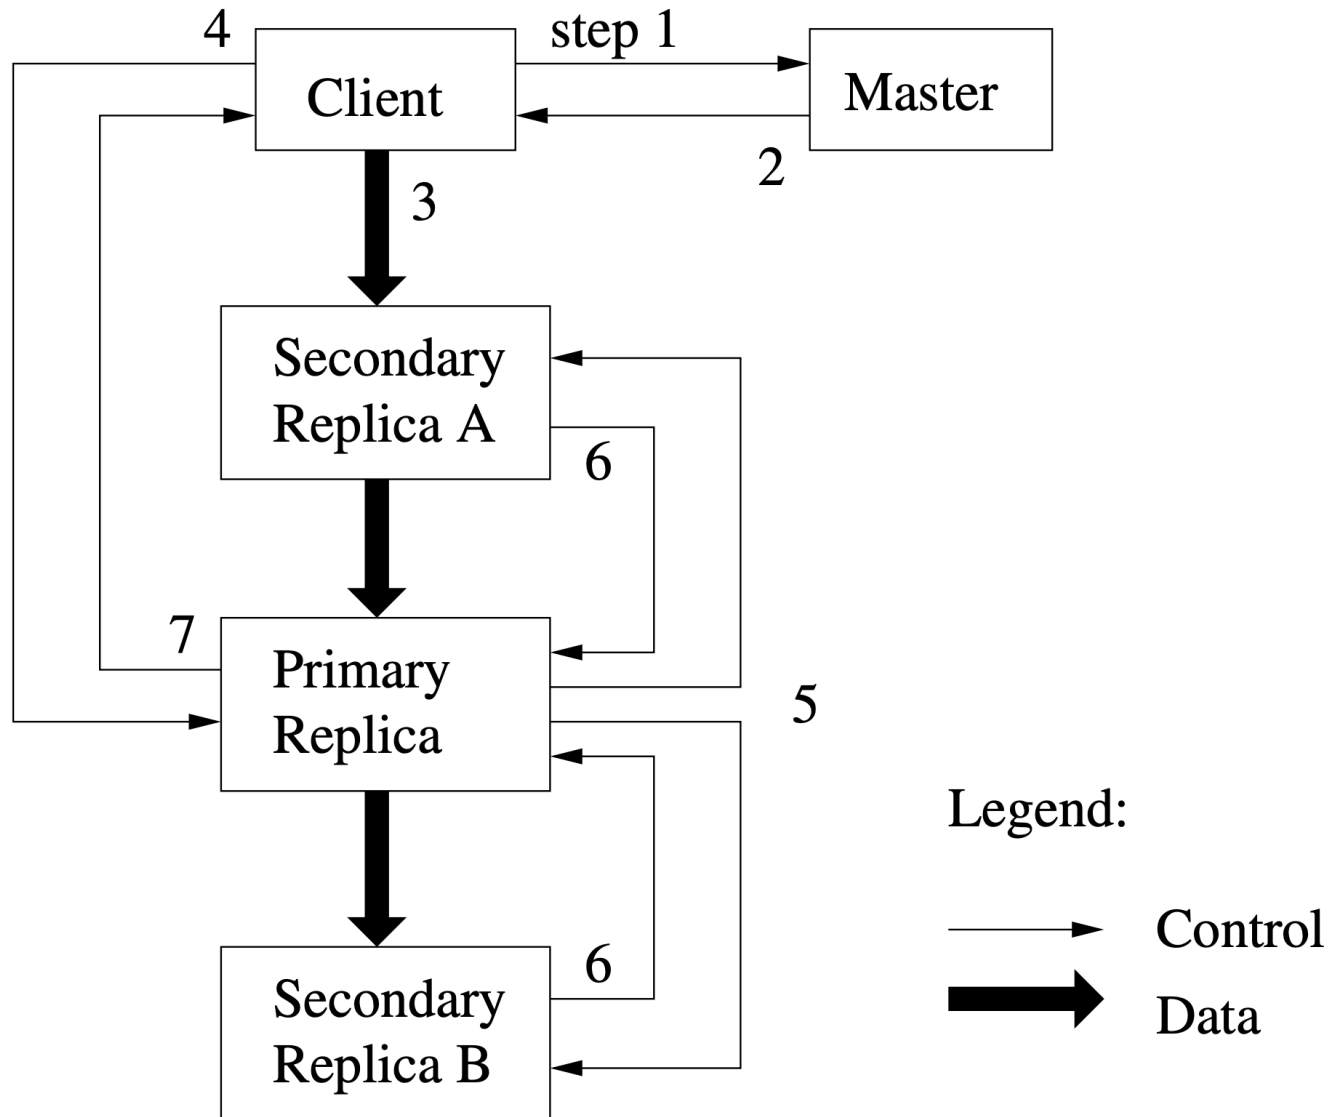 4
step 1
Client
Master
2
3
Secondary
Replica A
6
7
Primary
Replica
5
Legend:
Control
6
Secondary
Replica B
Data